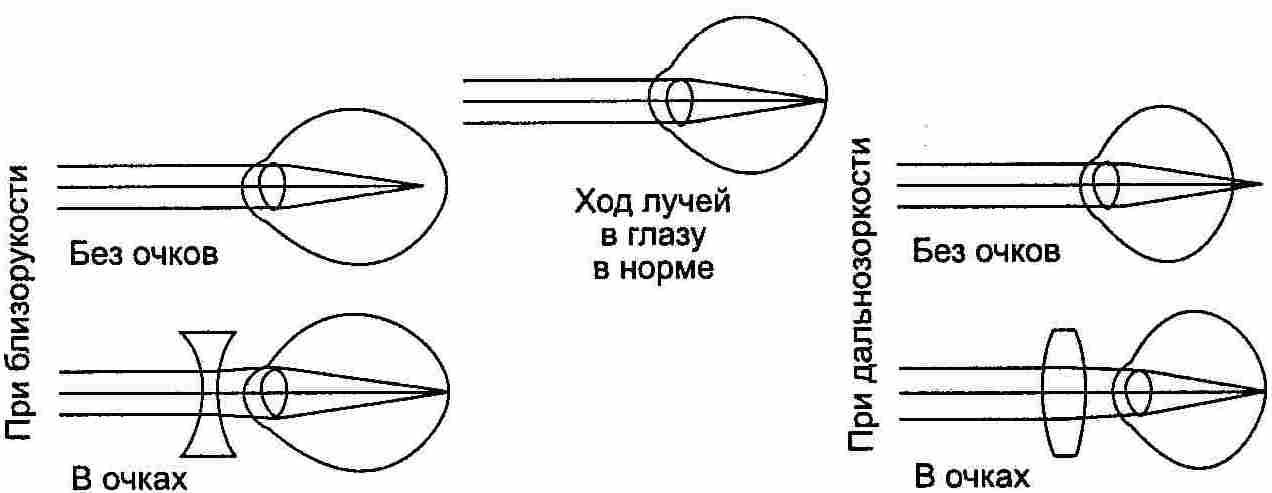 При близорукости
Без очков
В очках
Ход лучей
в глазу
в норме
При дальнозоркости
Без очков
В очках